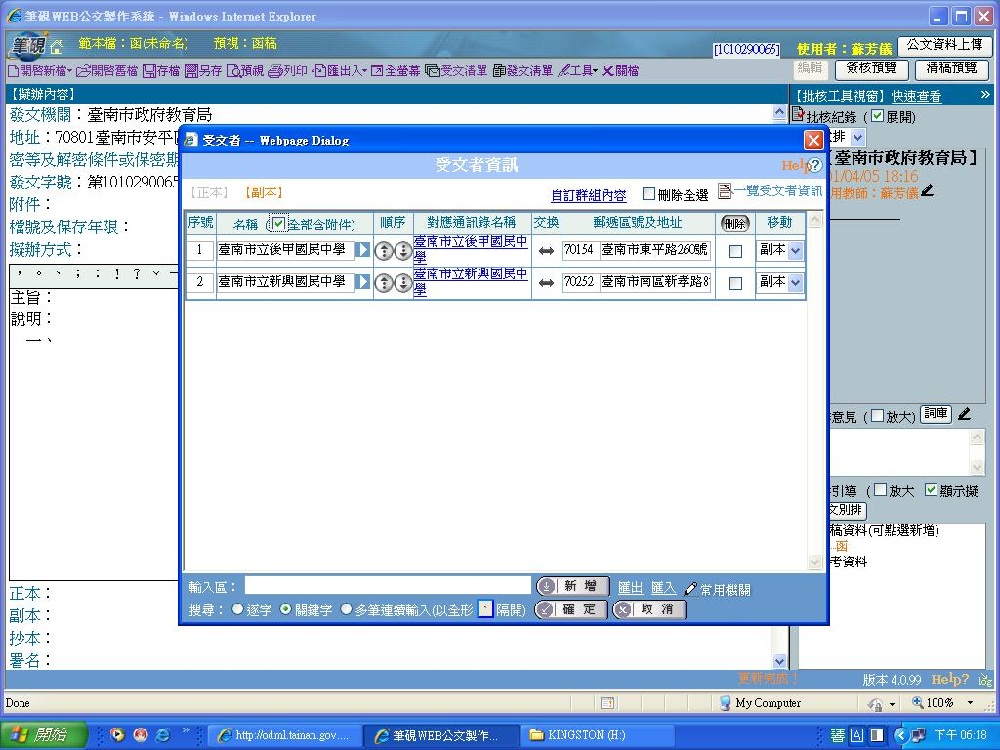 筆硯WEB公文製作系統 - Windows Internet Explorer
筆硯 範本檔：函(未命名) 預視：函稿 [1010290065] 使用者：蘇芳儀 公文資料上傳
開啓新檔 開啓舊檔 存檔 另存 預視 列印 匯出入 全螢幕 受文清單 發文清單 工具 關檔 編輯 簽核預覽 清稿預覽
【擬辦內容】
【批核工具視窗】 快速查看 »
發文機關：臺南市政府教育局
批核紀錄 (展開)
地址：70801臺南市安平區
排
密等及解密條件或保密期
【臺南市政府教育局】
發文字號：第1010290065
1/04/05 18:16
附件：
用教師：蘇芳儀
檔號及保存年限：
擬辦方式：
，。、；：！？ˇ－
主旨：
說明：
一、
受文者 -- Webpage Dialog
受文者資訊 Help?
【正本】 【副本】 自訂群組內容 刪除全選 一覽受文者資訊
序號 名稱 (全部含附件) 順序 對應通訊錄名稱 交換 郵遞區號及地址 刪除 移動
1 臺南市立後甲國民中學 臺南市立後甲國民中學 70154 臺南市東平路260號 副本
2 臺南市立新興國民中學 臺南市立新興國民中學 70252 臺南市南區新孝路8 副本
輸入區： 新 增 匯出 匯入 常用機關
搜尋： 逐字 關鍵字 多筆連續輸入(以全形 、 隔開) 確 定 取 消
意見 (放大) 詞庫
引導 (放大 顯示擬
文別排
稿資料(可點選新增)
...函
考資料
正本：
副本：
抄本：
署名：
更新完成！ 版本 4.0.99 Help? log
Done My Computer 100%
開始 » http://odml.tainan.gov.... 筆硯WEB公文製作... KINGSTON (H:) A 下午 06:18